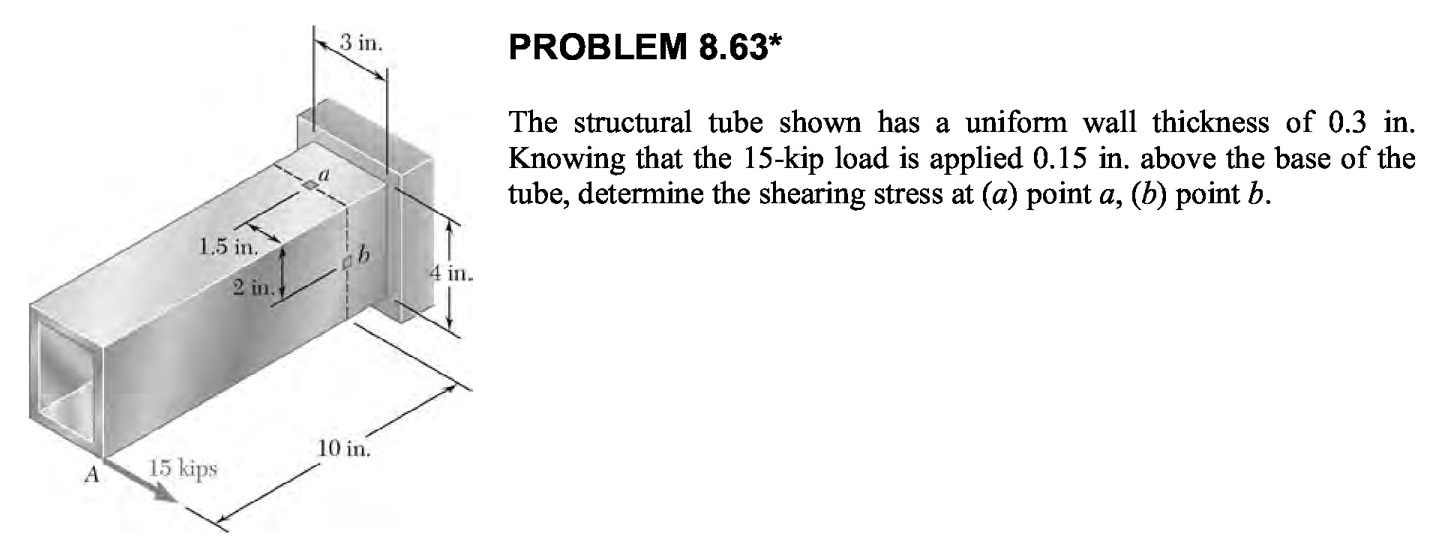 3 in.
PROBLEM 8.63*
The structural tube shown has a uniform wall thickness of 0.3 in.
Knowing that the 15-kip load is applied 0.15 in. above the base of the
tube, determine the shearing stress at (a) point a, (b) point b.
a
1.5 in.
b
4 in.
2 in.
10 in.
A
15 kips